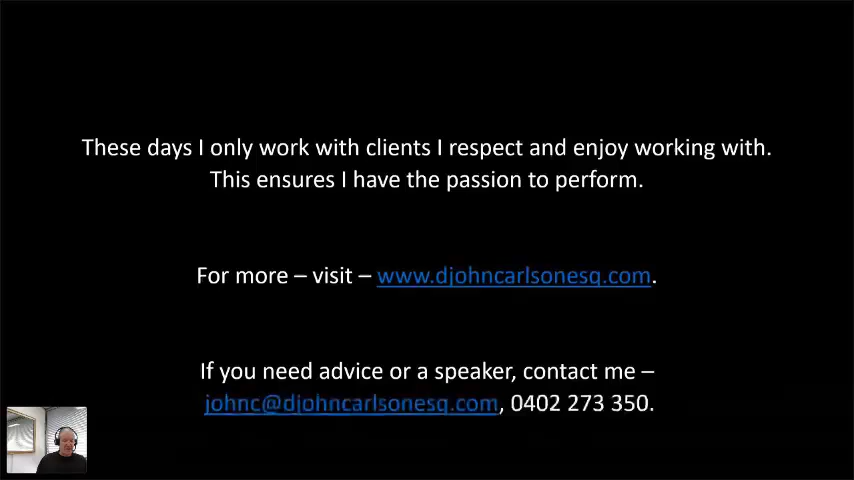 These days I only work with clients I respect and enjoy working with.
This ensures I have the passion to perform.
For more – visit – www.djohncarlsonesq.com.
If you need advice or a speaker, contact me –
johnc@djohncarlsonesq.com, 0402 273 350.